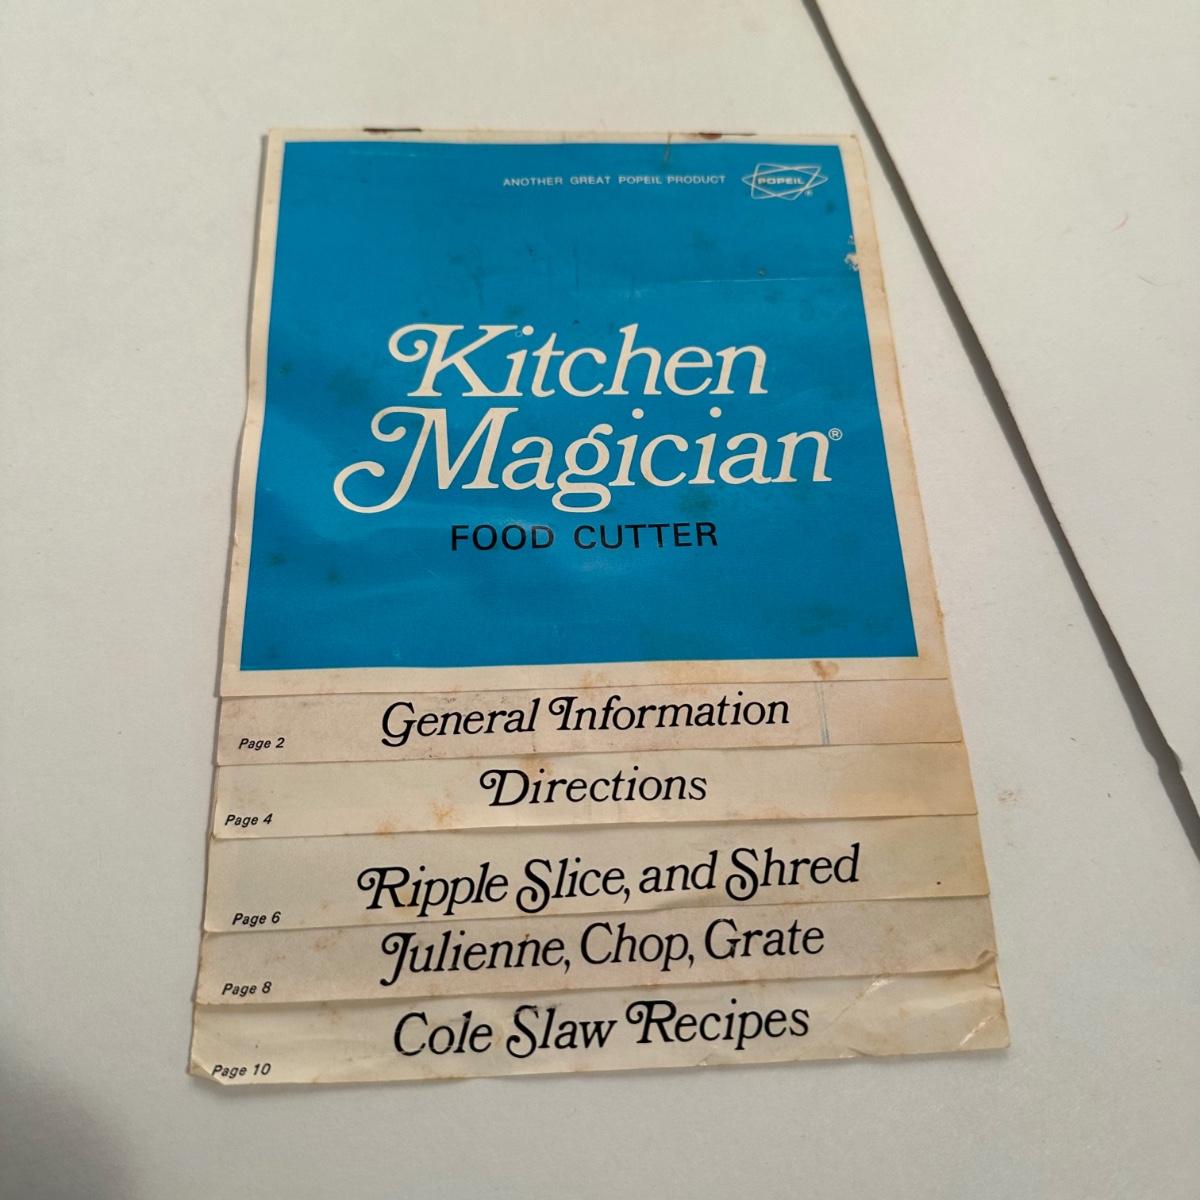 ANOTHER GREAT POPEIL PRODUCT
POPEIL®
Kitchen
Magician®
FOOD CUTTER
General Information
Page 2
Directions
Page 4
Ripple Slice, and Shred
Page 6
Julienne, Chop, Grate
Page 8
Cole Slaw Recipes
Page 10